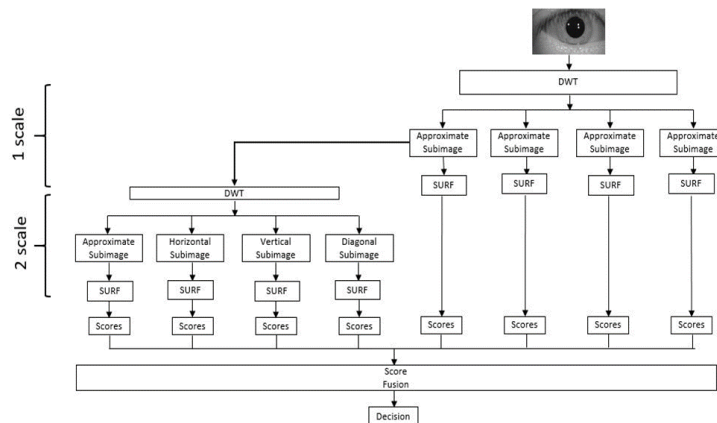 DWT
1 scale
Approximate
Subimage
Approximate
Subimage
Approximate
Subimage
Approximate
Subimage
SURF
SURF
SURF
SURF
DWT
2 scale
Approximate
Subimage
Horizontal
Subimage
Vertical
Subimage
Diagonal
Subimage
SURF
SURF
SURF
SURF
Scores
Scores
Scores
Scores
Scores
Scores
Scores
Scores
Score
Fusion
Decision